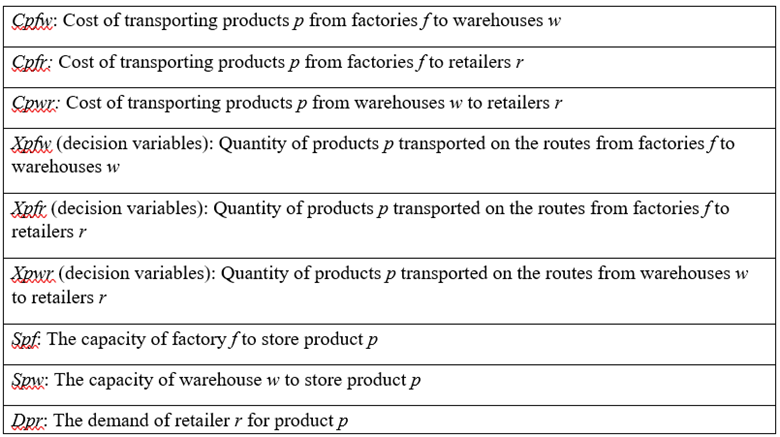 Cpfw: Cost of transporting products p from factories f to warehouses w
Cpfr: Cost of transporting products p from factories f to retailers r
Cpwr: Cost of transporting products p from warehouses w to retailers r
Xpfw (decision variables): Quantity of products p transported on the routes from factories f to
warehouses w
Xpfr (decision variables): Quantity of products p transported on the routes from factories f to
retailers r
Xpwr (decision variables): Quantity of products p transported on the routes from warehouses w
to retailers r
Spf: The capacity of factory f to store product p
Spw: The capacity of warehouse w to store product p
Dpr: The demand of retailer r for product p